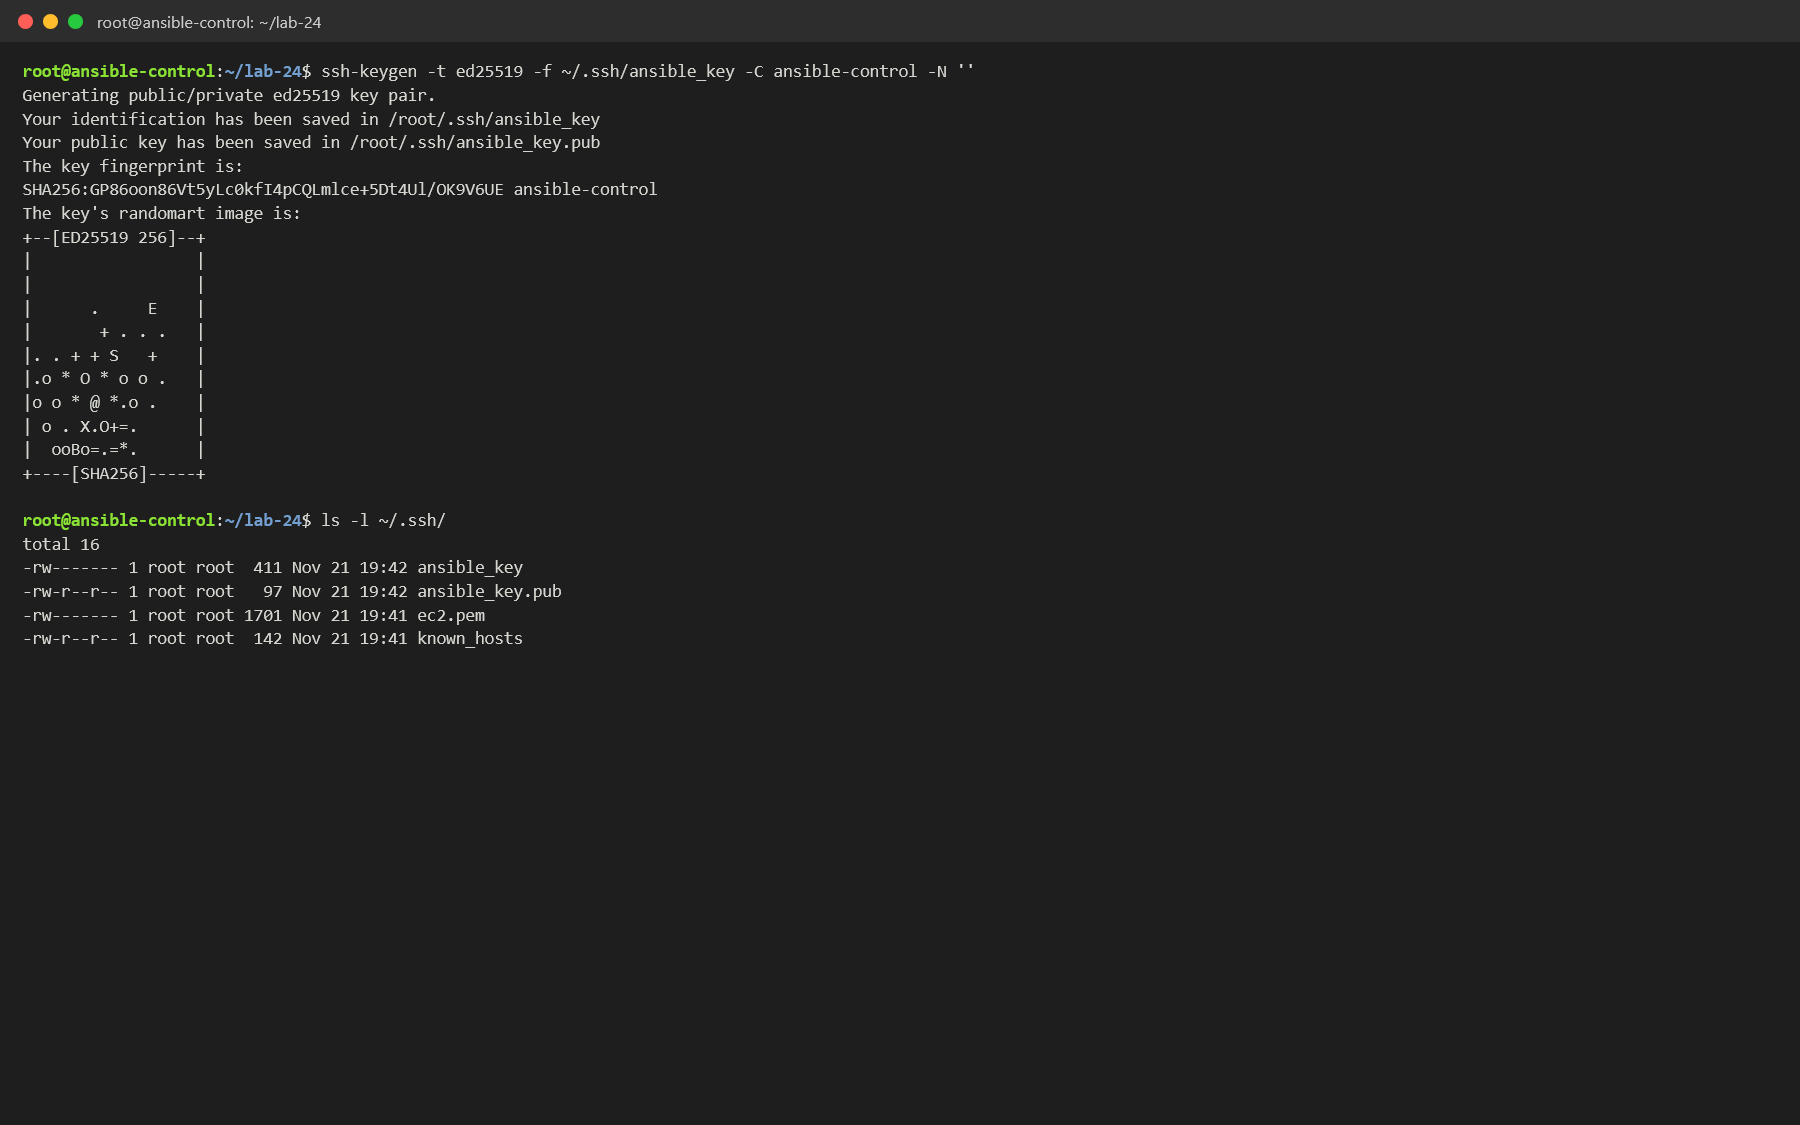 root@ansible-control: ~/lab-24
root@ansible-control:~/lab-24$ ssh-keygen -t ed25519 -f ~/.ssh/ansible_key -C ansible-control -N ''
Generating public/private ed25519 key pair.
Your identification has been saved in /root/.ssh/ansible_key
Your public key has been saved in /root/.ssh/ansible_key.pub
The key fingerprint is:
SHA256:GP86oon86Vt5yLc0kfI4pCQLmlce+5Dt4Ul/OK9V6UE ansible-control
The key's randomart image is:
+--[ED25519 256]--+
|                 |
|                 |
|      .     E    |
|       + . . .   |
|. . + + S   +    |
|.o * O * o o .   |
|o o * @ *.o .    |
| o . X.O+=.      |
|  ooBo=.=*.      |
+----[SHA256]-----+
root@ansible-control:~/lab-24$ ls -l ~/.ssh/
total 16
-rw------- 1 root root  411 Nov 21 19:42 ansible_key
-rw-r--r-- 1 root root   97 Nov 21 19:42 ansible_key.pub
-rw------- 1 root root 1701 Nov 21 19:41 ec2.pem
-rw-r--r-- 1 root root  142 Nov 21 19:41 known_hosts